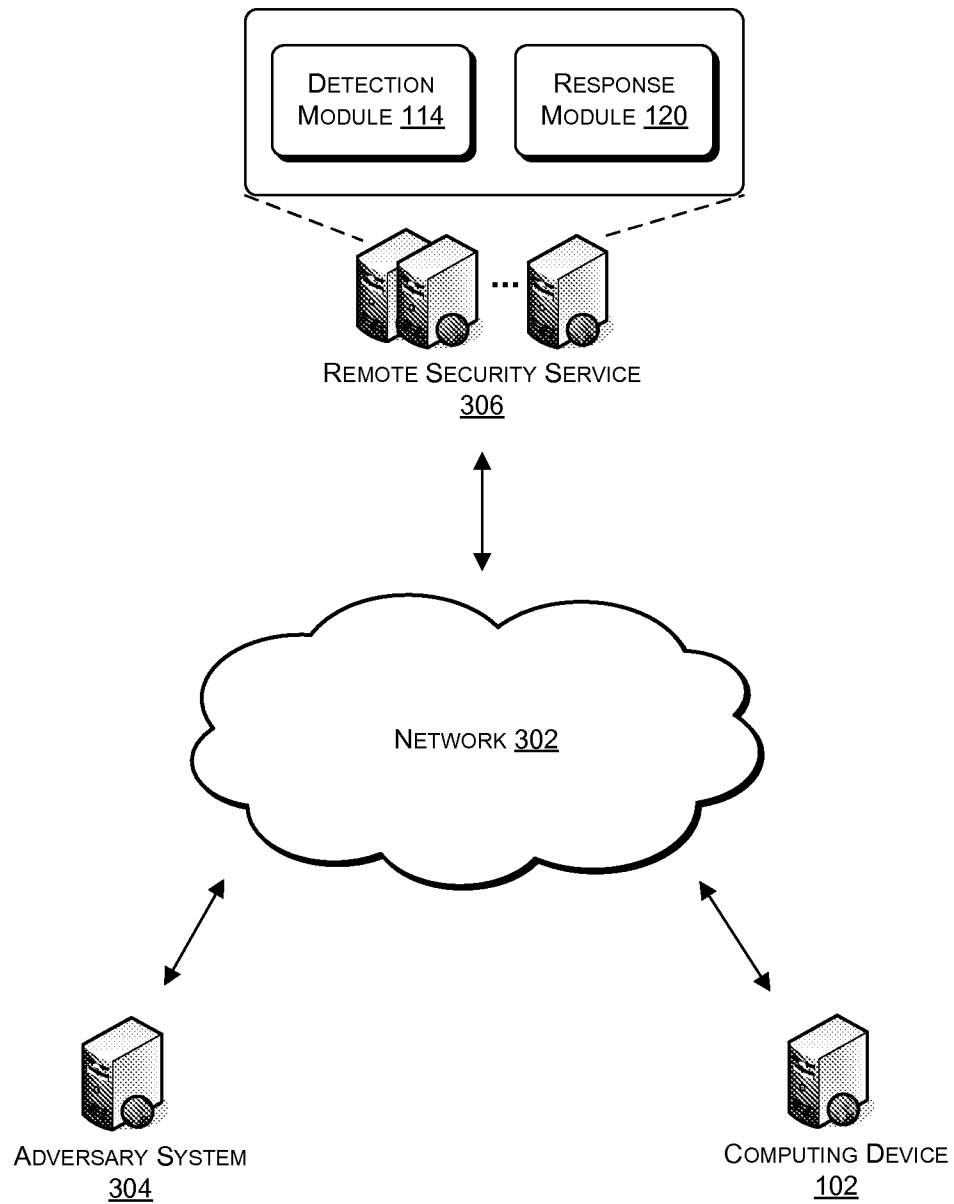 DETECTION
MODULE 114
RESPONSE
MODULE 120
...
REMOTE SECURITY SERVICE
306
NETWORK 302
ADVERSARY SYSTEM
304
COMPUTING DEVICE
102